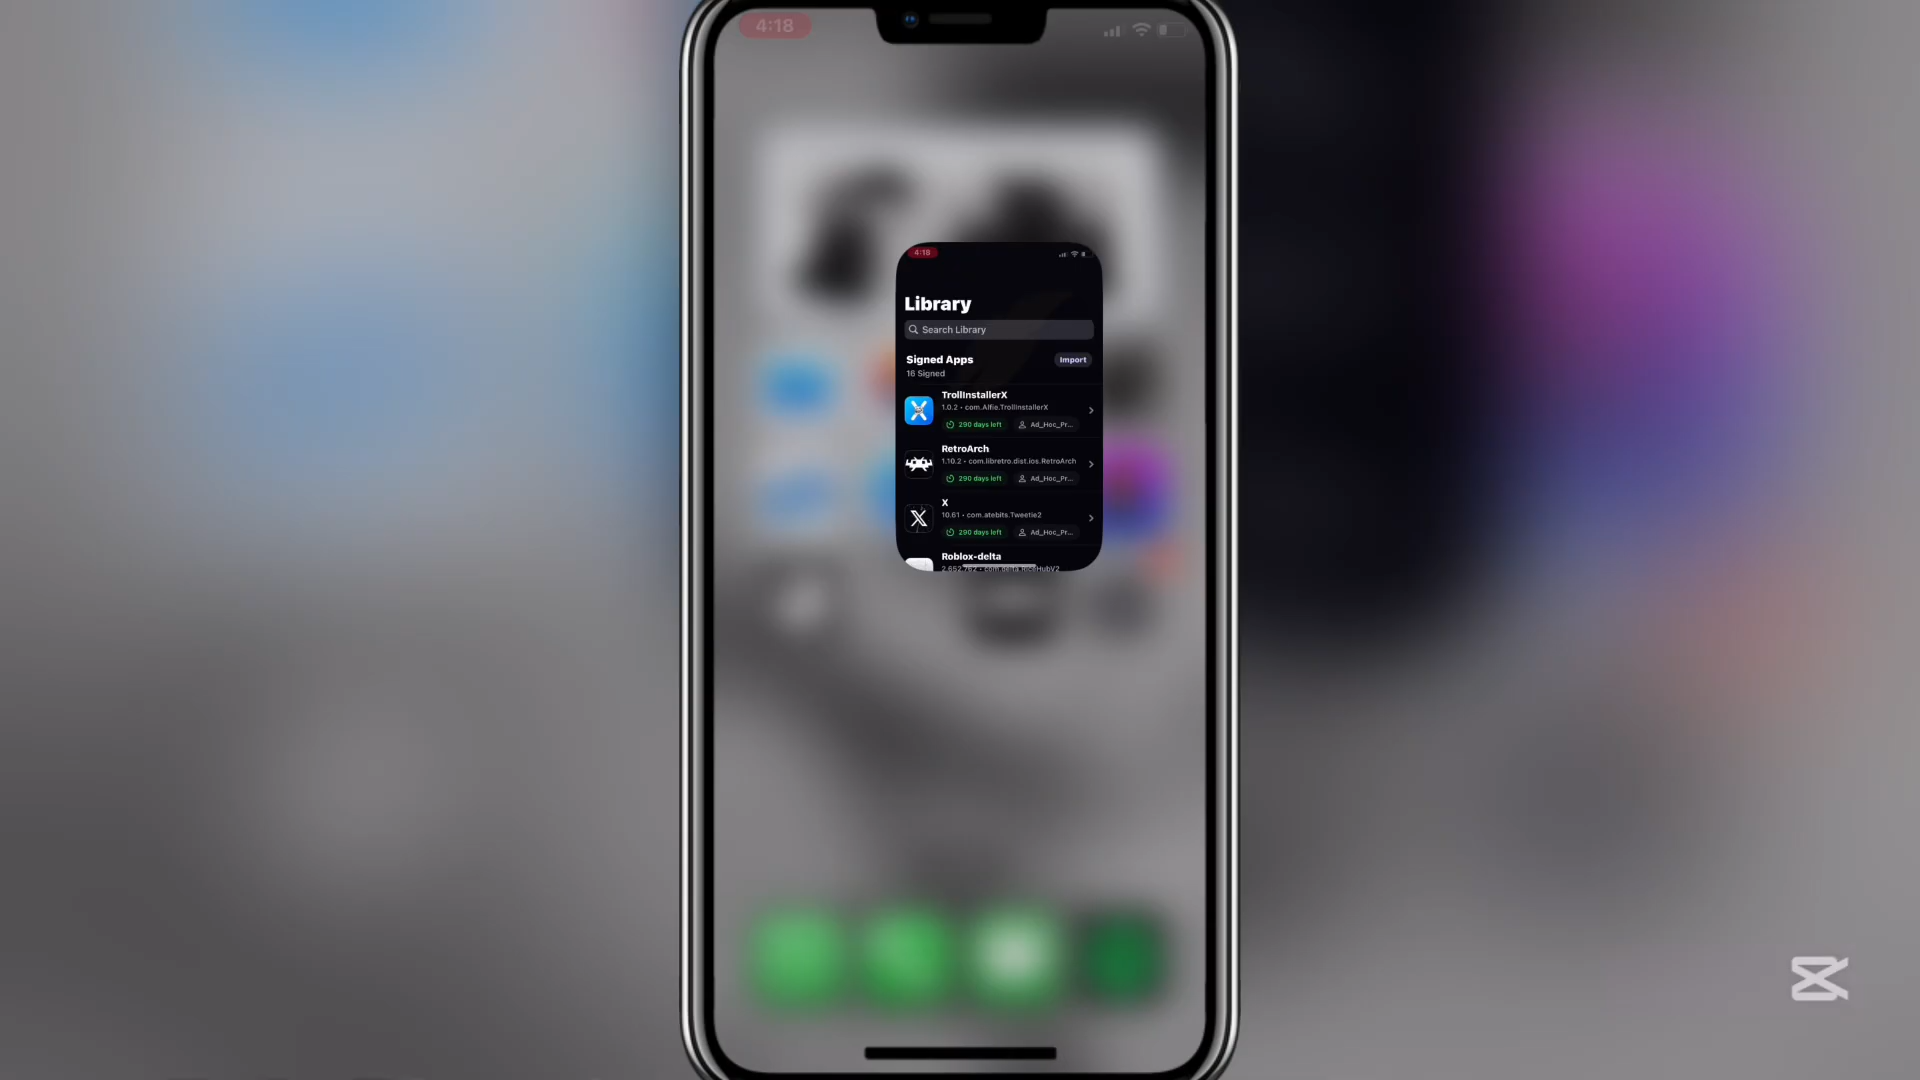 4:18
4:18
Library
Search Library
Signed Apps
Import
16 Signed
TrollInstallerX
1.0.2 • com.Alfie.TrollInstallerX
290 days left
Ad_Hoc_Pr...
RetroArch
1.10.2 • com.libretro.dist.ios.RetroArch
290 days left
Ad_Hoc_Pr...
X
10.61 • com.atebits.Tweetie2
290 days left
Ad_Hoc_Pr...
Roblox-delta